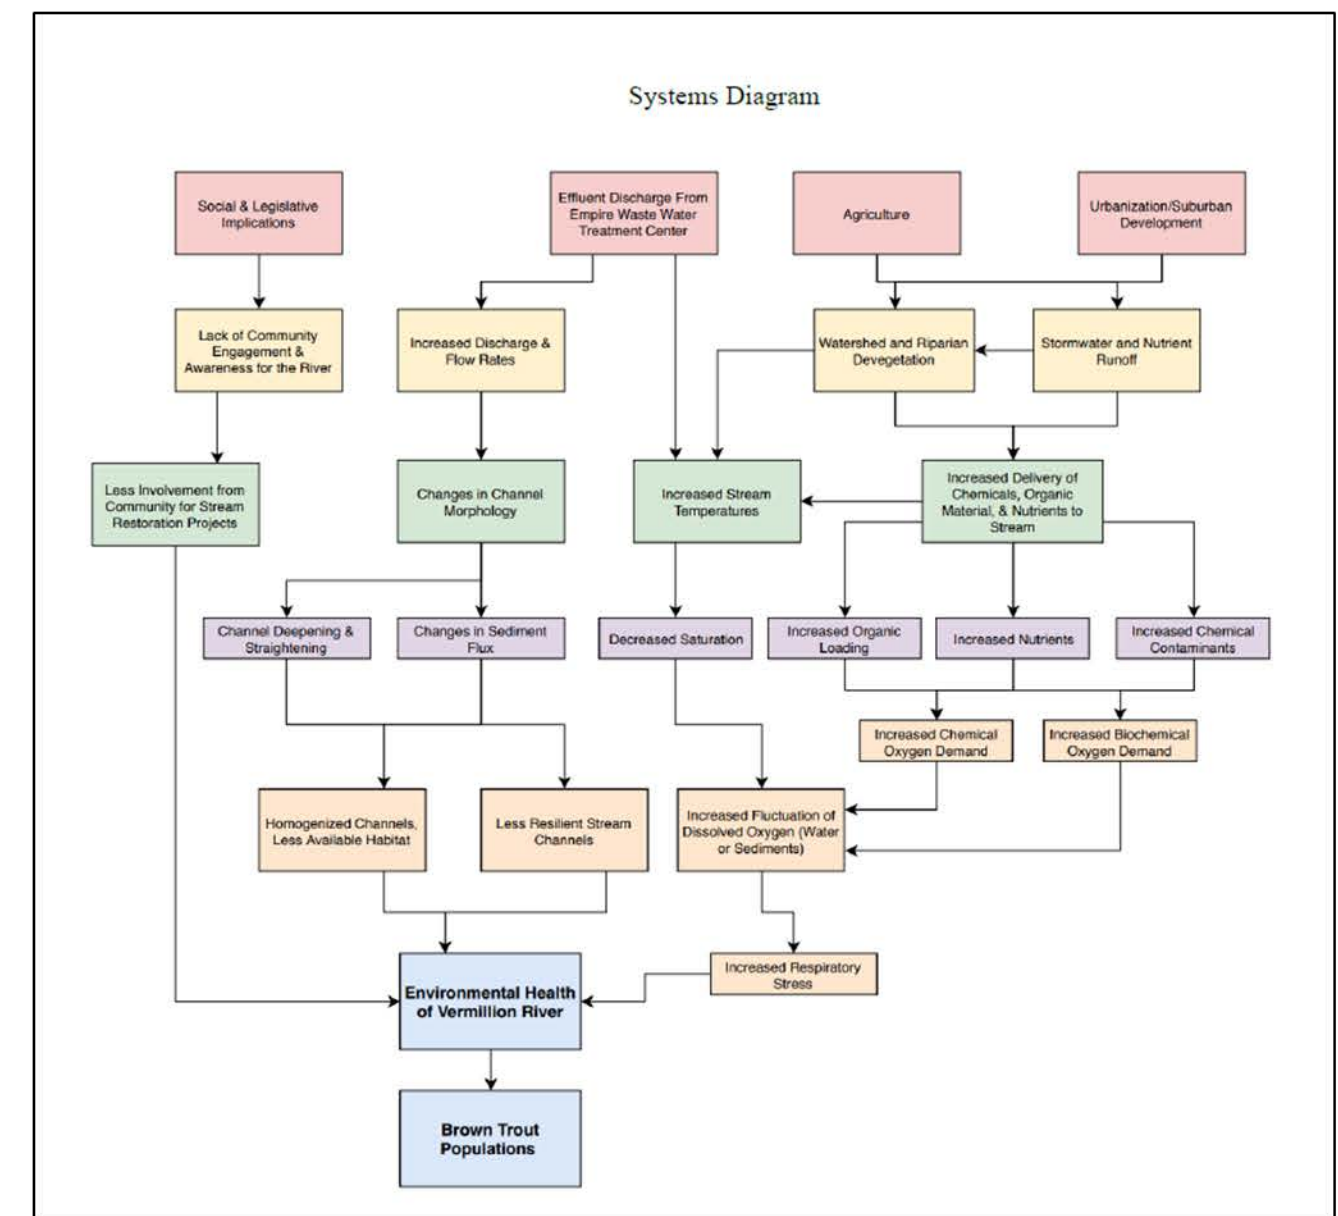 Systems Diagram
Social & Legislative
Implications
Effluent Discharge From
Empire Waste Water
Treatment Center
Agriculture
Urbanization/Suburban
Development
Lack of Community
Engagement &
Awareness for the River
Increased Discharge &
Flow Rates
Watershed and Riparian
Devegetation
Stormwater and Nutrient
Runoff
Less Involvement from
Community for Stream
Restoration Projects
Changes in Channel
Morphology
Increased Stream
Temperatures
Increased Delivery of
Chemicals, Organic
Material, & Nutrients to
Stream
Channel Deepening &
Straightening
Changes in Sediment
Flux
Decreased Saturation
Increased Organic
Loading
Increased Nutrients
Increased Chemical
Contaminants
Increased Chemical
Oxygen Demand
Increased Biochemical
Oxygen Demand
Homogenized Channels,
Less Available Habitat
Less Resilient Stream
Channels
Increased Fluctuation of
Dissolved Oxygen (Water
or Sediments)
Increased Respiratory
Stress
Environmental Health
of Vermillion River
Brown Trout
Populations